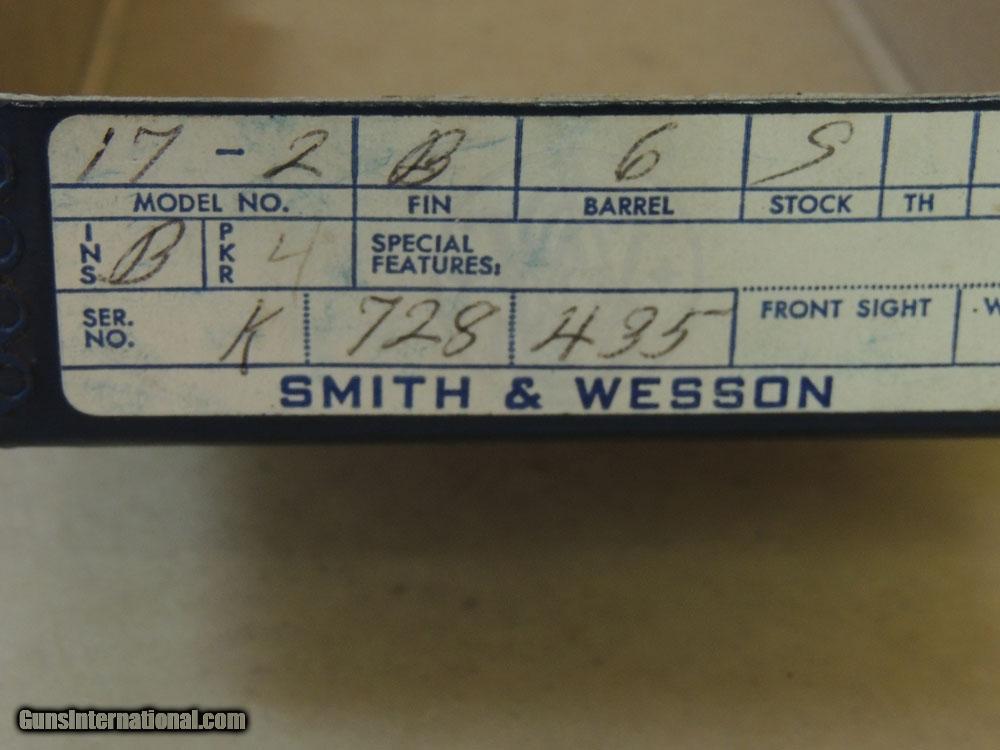 17 - 2 B 6 S
MODEL NO. FIN BARREL STOCK TH
INS B PKR 4 SPECIAL FEATURES:
SER. NO. K 728 435 FRONT SIGHT W
SMITH & WESSON
GunsInternational.com